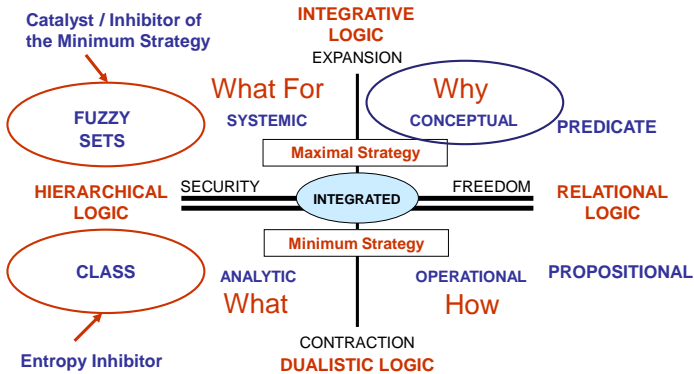 Catalyst / Inhibitor of
the Minimum Strategy
INTEGRATIVE
LOGIC
EXPANSION
What For
Why
FUZZY
SETS
SYSTEMIC
CONCEPTUAL
PREDICATE
Maximal Strategy
HIERARCHICAL
LOGIC
SECURITY
INTEGRATED
FREEDOM
RELATIONAL
LOGIC
Minimum Strategy
CLASS
ANALYTIC
What
OPERATIONAL
How
PROPOSITIONAL
CONTRACTION
DUALISTIC LOGIC
Entropy Inhibitor